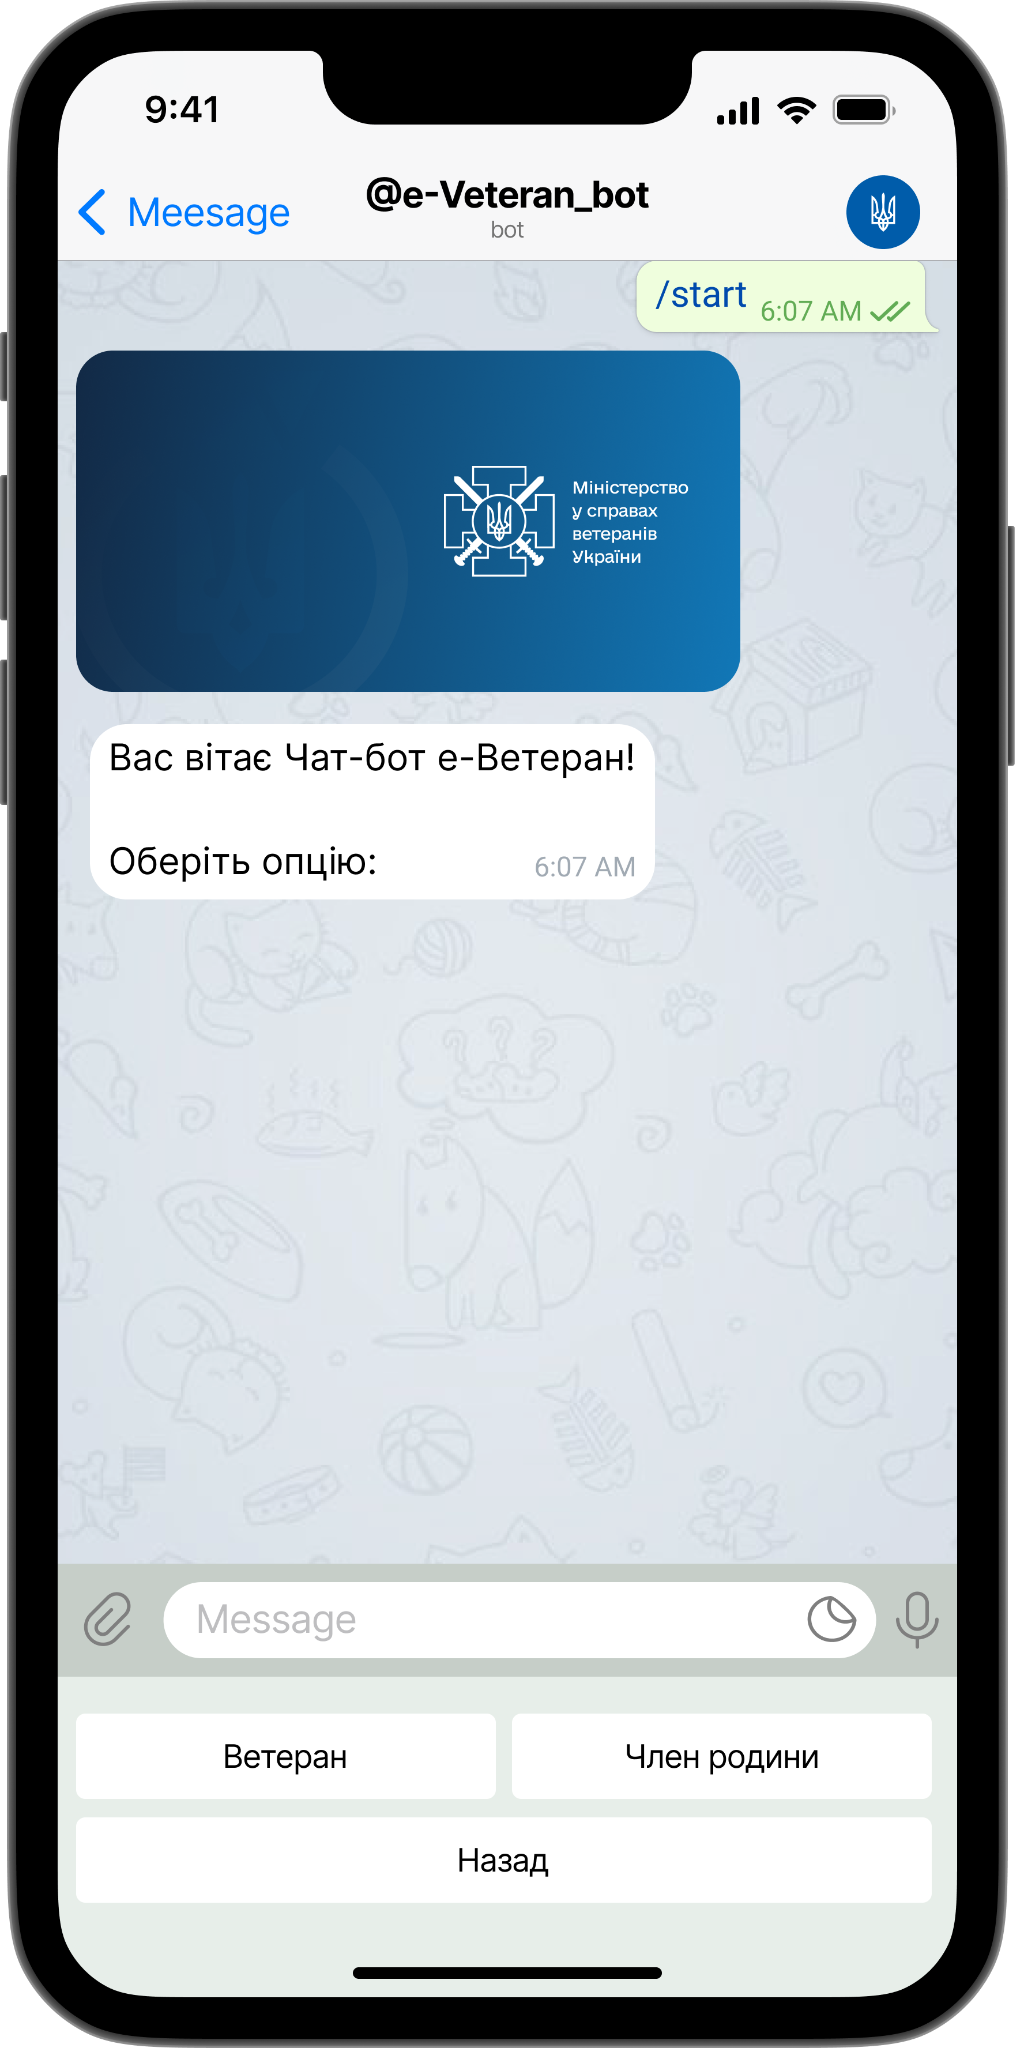 9:41
Meesage
@e-Veteran_bot
bot
/start 6:07 AM
Міністерство
у справах
ветеранів
України
Вас вітає Чат-бот е-Ветеран!
Оберіть опцію: 6:07 AM
Message
Ветеран
Член родини
Назад